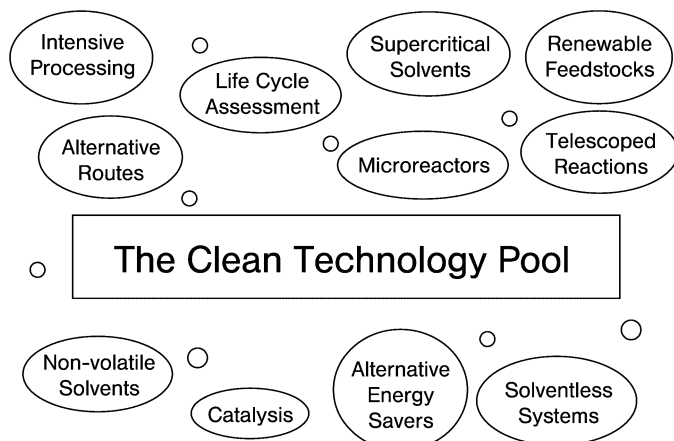 Intensive
Processing
Life Cycle
Assessment
Supercritical
Solvents
Renewable
Feedstocks
Alternative
Routes
Microreactors
Telescoped
Reactions
The Clean Technology Pool
Non-volatile
Solvents
Catalysis
Alternative
Energy
Savers
Solventless
Systems